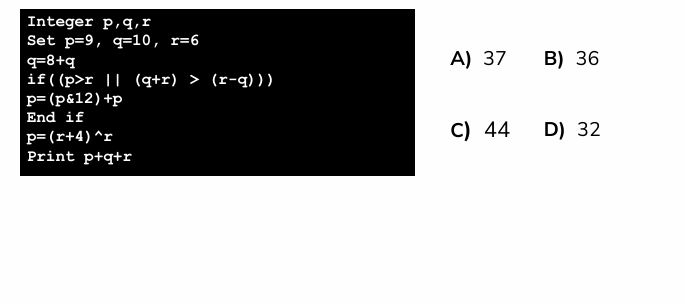 Integer p,q,r
Set p=9, q=10, r=6
q=8+q
if((p>r || (q+r) > (r-q)))
p=(p&12)+p
End if
p=(r+4)^r
Print p+q+r
A) 37 B) 36
C) 44 D) 32